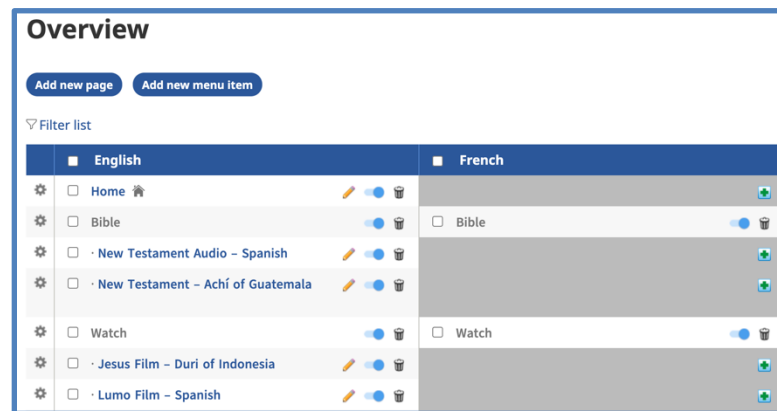 Overview
Add new page Add new menu item
Filter list
English French
Home
Bible Bible
· New Testament Audio – Spanish
· New Testament – Achí of Guatemala
Watch Watch
· Jesus Film – Duri of Indonesia
· Lumo Film – Spanish